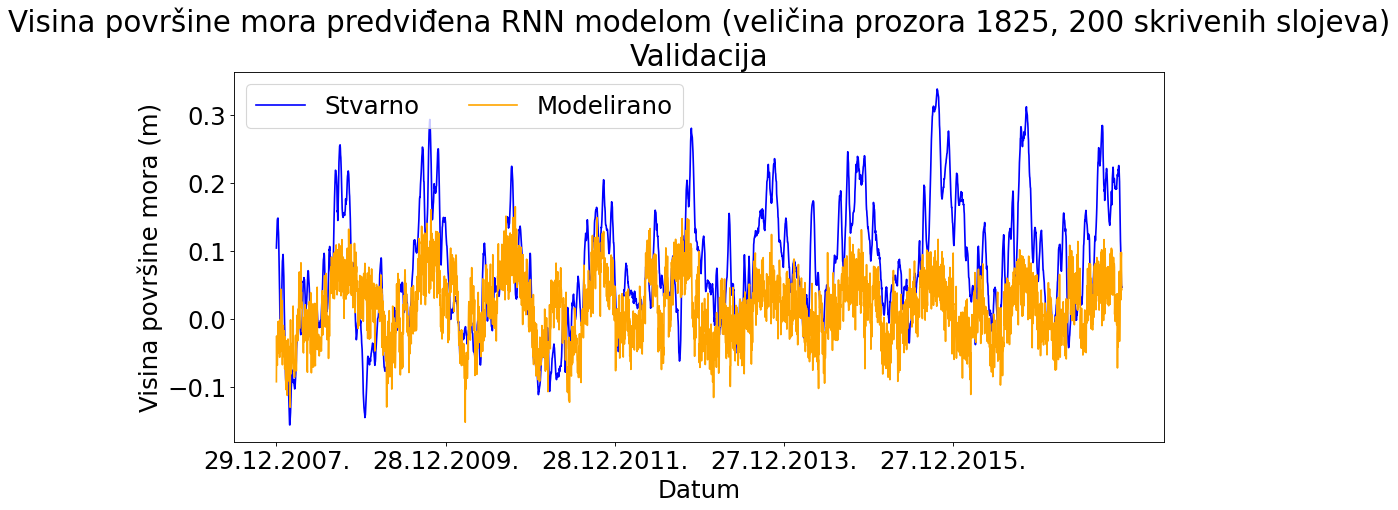 Visina površine mora predviđena RNN modelom (veličina prozora 1825, 200 skrivenih slojeva)
Validacija
Stvarno
Modelirano
Visina površine mora (m)
0.3
0.2
0.1
0.0
−0.1
29.12.2007.
28.12.2009.
28.12.2011.
27.12.2013.
27.12.2015.
Datum